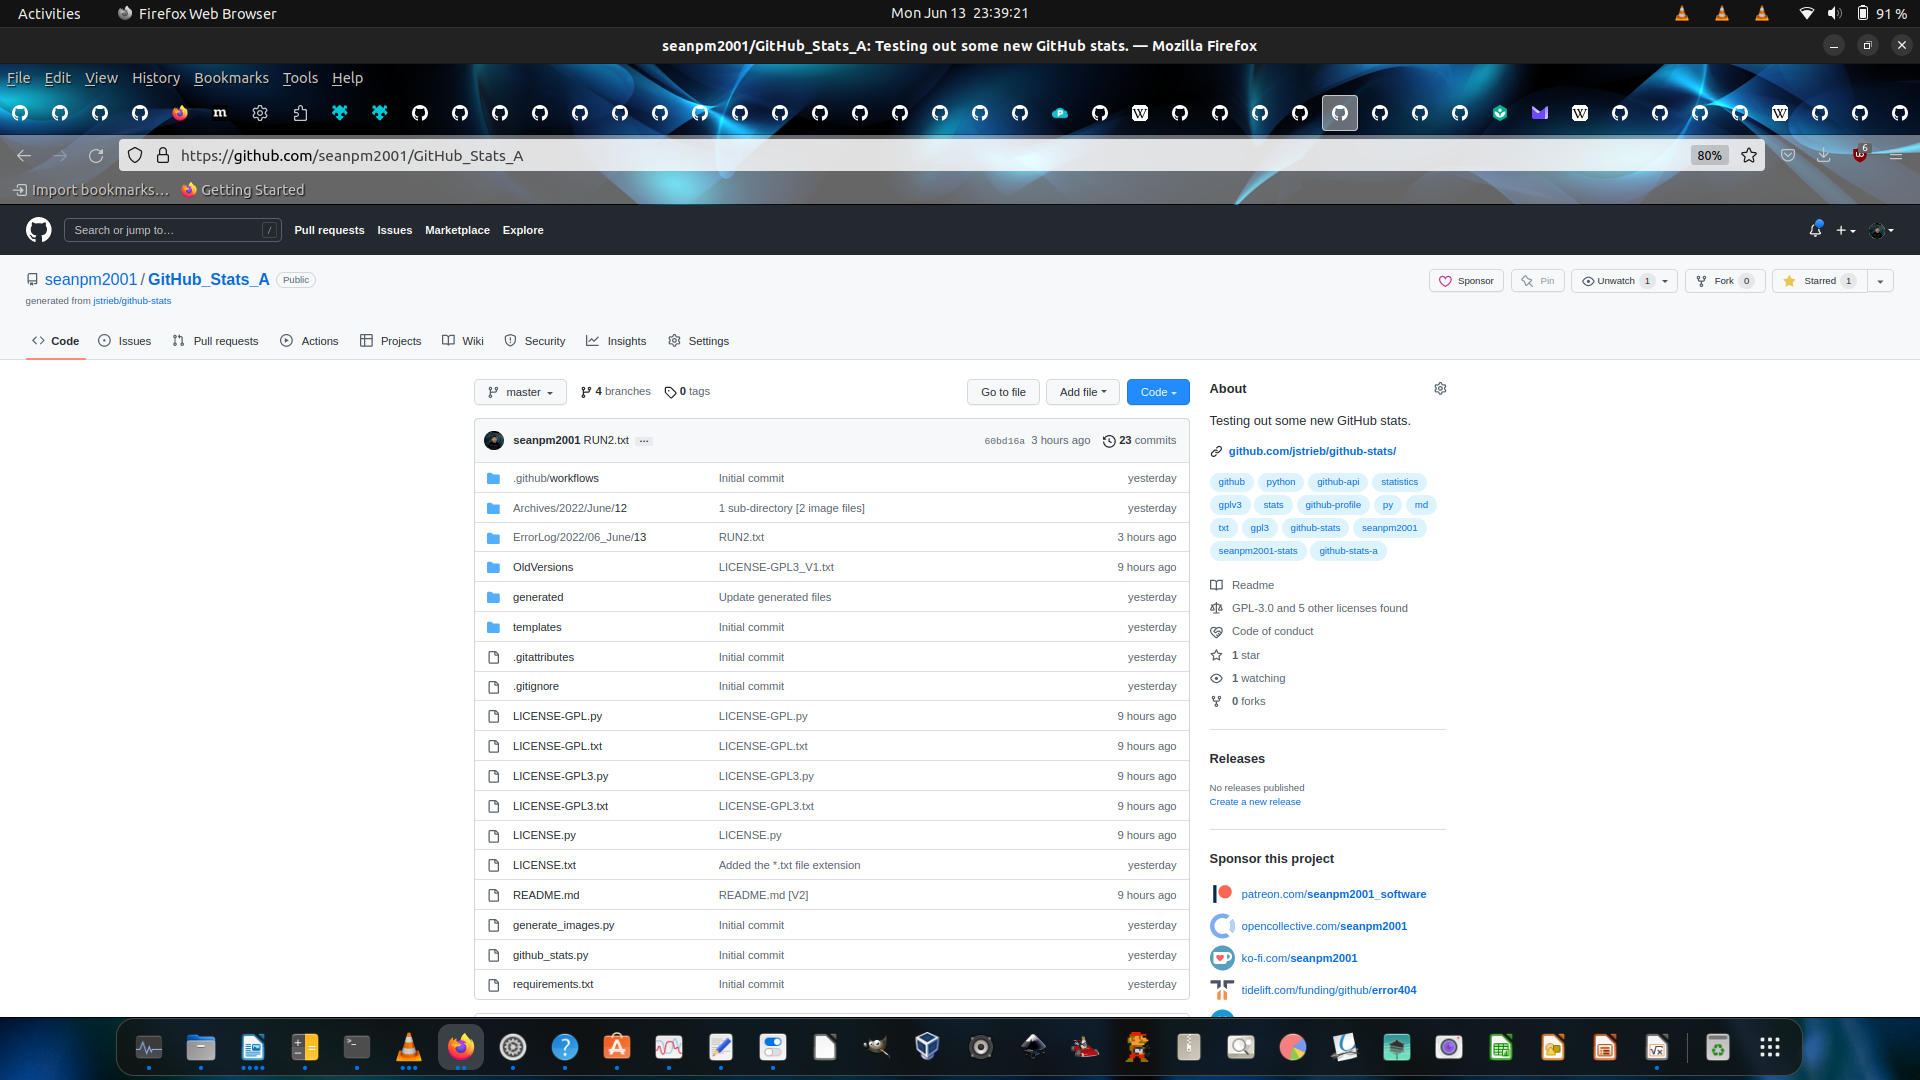 Activities Firefox Web Browser Mon Jun 13 23:39:21 91 %
seanpm2001/GitHub_Stats_A: Testing out some new GitHub stats. — Mozilla Firefox
File Edit View History Bookmarks Tools Help
https://github.com/seanpm2001/GitHub_Stats_A 80% 6
Import bookmarks… Getting Started
Search or jump to… / Pull requests Issues Marketplace Explore
seanpm2001 / GitHub_Stats_A Public Sponsor Pin Unwatch 1 Fork 0 Starred 1
generated from jstrieb/github-stats
Code Issues Pull requests Actions Projects Wiki Security Insights Settings
master 4 branches 0 tags Go to file Add file Code
seanpm2001 RUN2.txt ... 60bd16a 3 hours ago 23 commits
.github/workflows Initial commit yesterday
Archives/2022/June/12 1 sub-directory [2 image files] yesterday
ErrorLog/2022/06_June/13 RUN2.txt 3 hours ago
OldVersions LICENSE-GPL3_V1.txt 9 hours ago
generated Update generated files yesterday
templates Initial commit yesterday
.gitattributes Initial commit yesterday
.gitignore Initial commit yesterday
LICENSE-GPL.py LICENSE-GPL.py 9 hours ago
LICENSE-GPL.txt LICENSE-GPL.txt 9 hours ago
LICENSE-GPL3.py LICENSE-GPL3.py 9 hours ago
LICENSE-GPL3.txt LICENSE-GPL3.txt 9 hours ago
LICENSE.py LICENSE.py 9 hours ago
LICENSE.txt Added the *.txt file extension yesterday
README.md README.md [V2] 9 hours ago
generate_images.py Initial commit yesterday
github_stats.py Initial commit yesterday
requirements.txt Initial commit yesterday
About
Testing out some new GitHub stats.
github.com/jstrieb/github-stats/
github python github-api statistics
gplv3 stats github-profile py md
txt gpl3 github-stats seanpm2001
seanpm2001-stats github-stats-a
Readme
GPL-3.0 and 5 other licenses found
Code of conduct
1 star
1 watching
0 forks
Releases
No releases published
Create a new release
Sponsor this project
patreon.com/seanpm2001_software
opencollective.com/seanpm2001
ko-fi.com/seanpm2001
tidelift.com/funding/github/error404